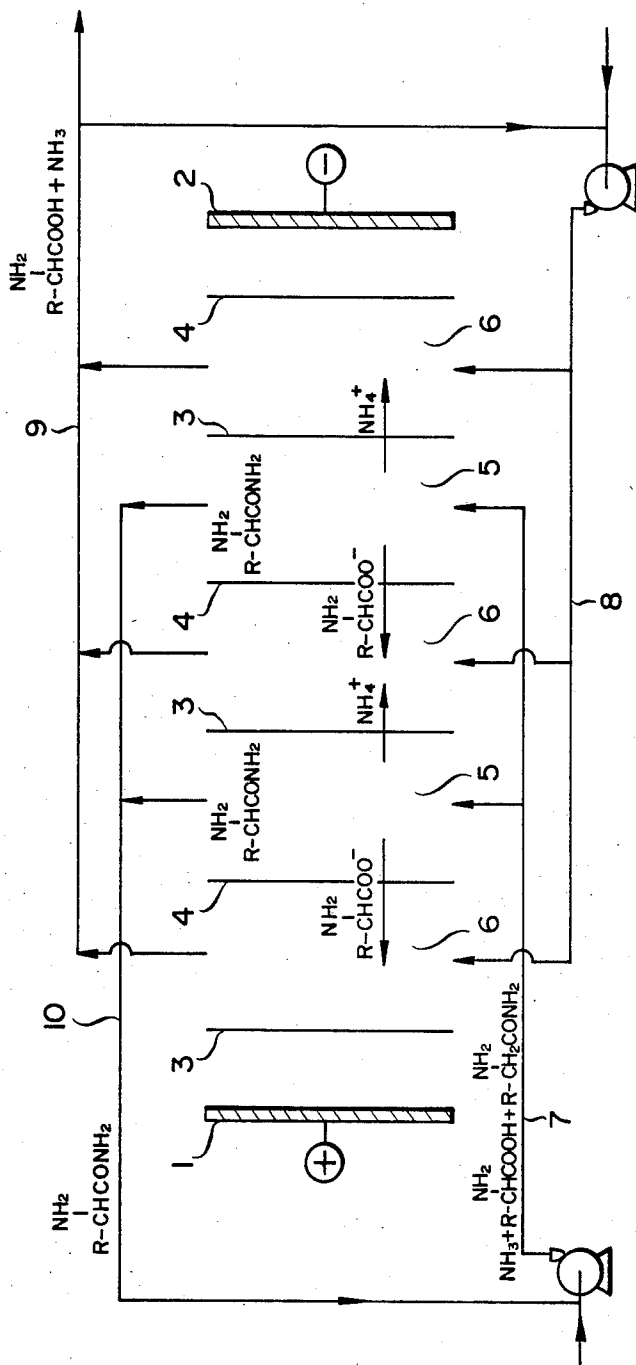 NH₂
R-CHCONH₂
10
9
NH₂
R-CHCOOH + NH₃
1
3
4
NH₂
R-CHCONH₂
3
4
NH₂
R-CHCONH₂
3
4
2
+
−
NH₂
R-CHCOO⁻
NH₄⁺
NH₂
R-CHCOO⁻
NH₄⁺
6
5
6
5
6
NH₂ NH₂
NH₃+R-CHCOOH+R-CH₂CONH₂
7
8